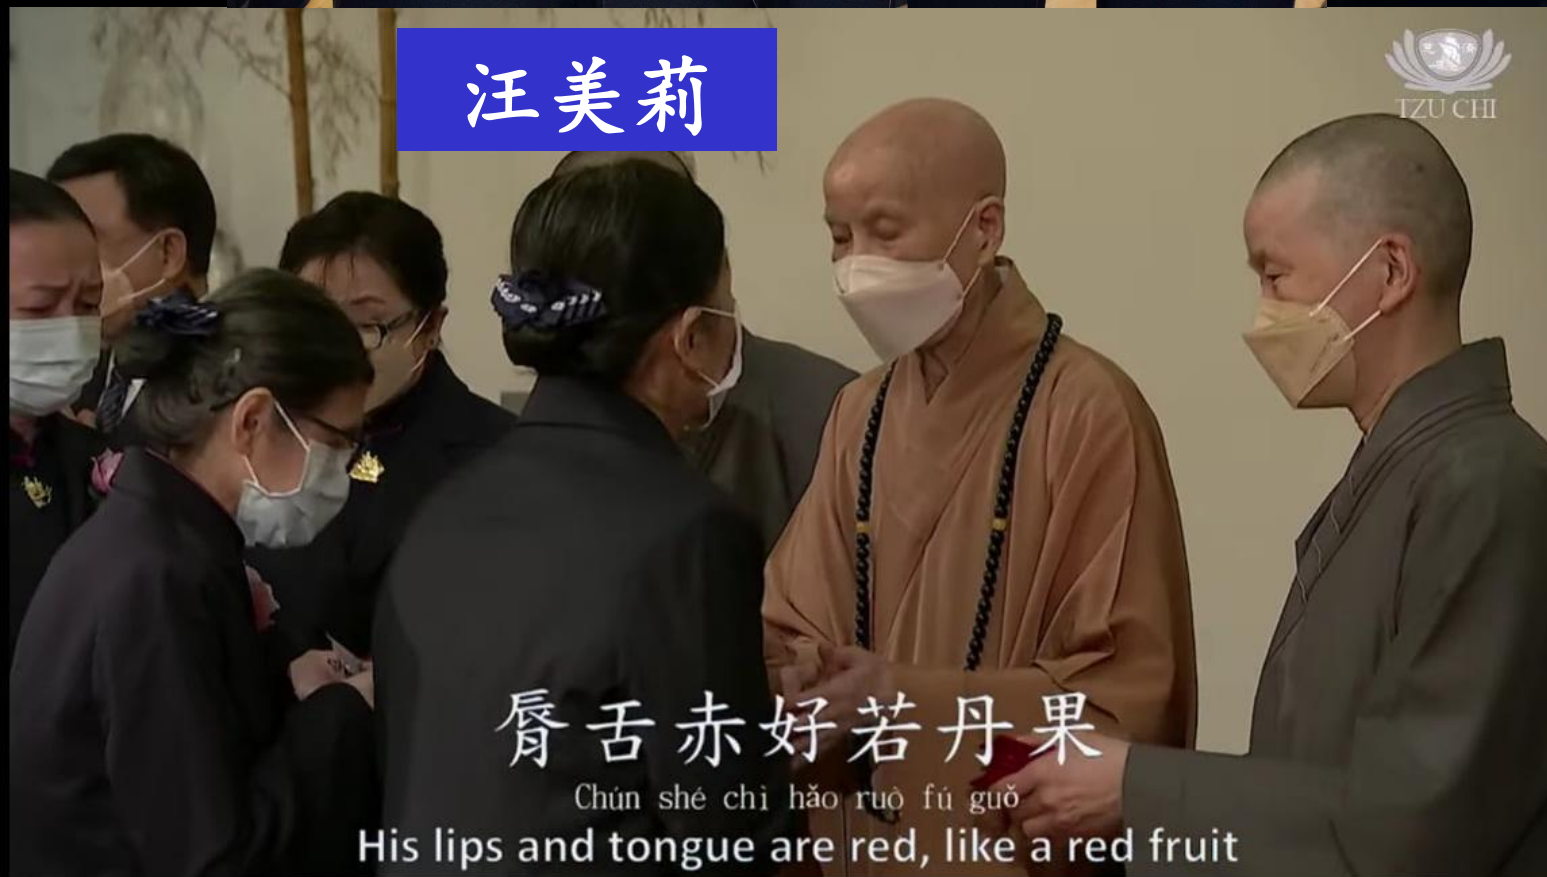 汪美莉
TZU CHI
脣舌赤好若丹果
Chún shé chì hǎo ruò fú guǒ
His lips and tongue are red, like a red fruit